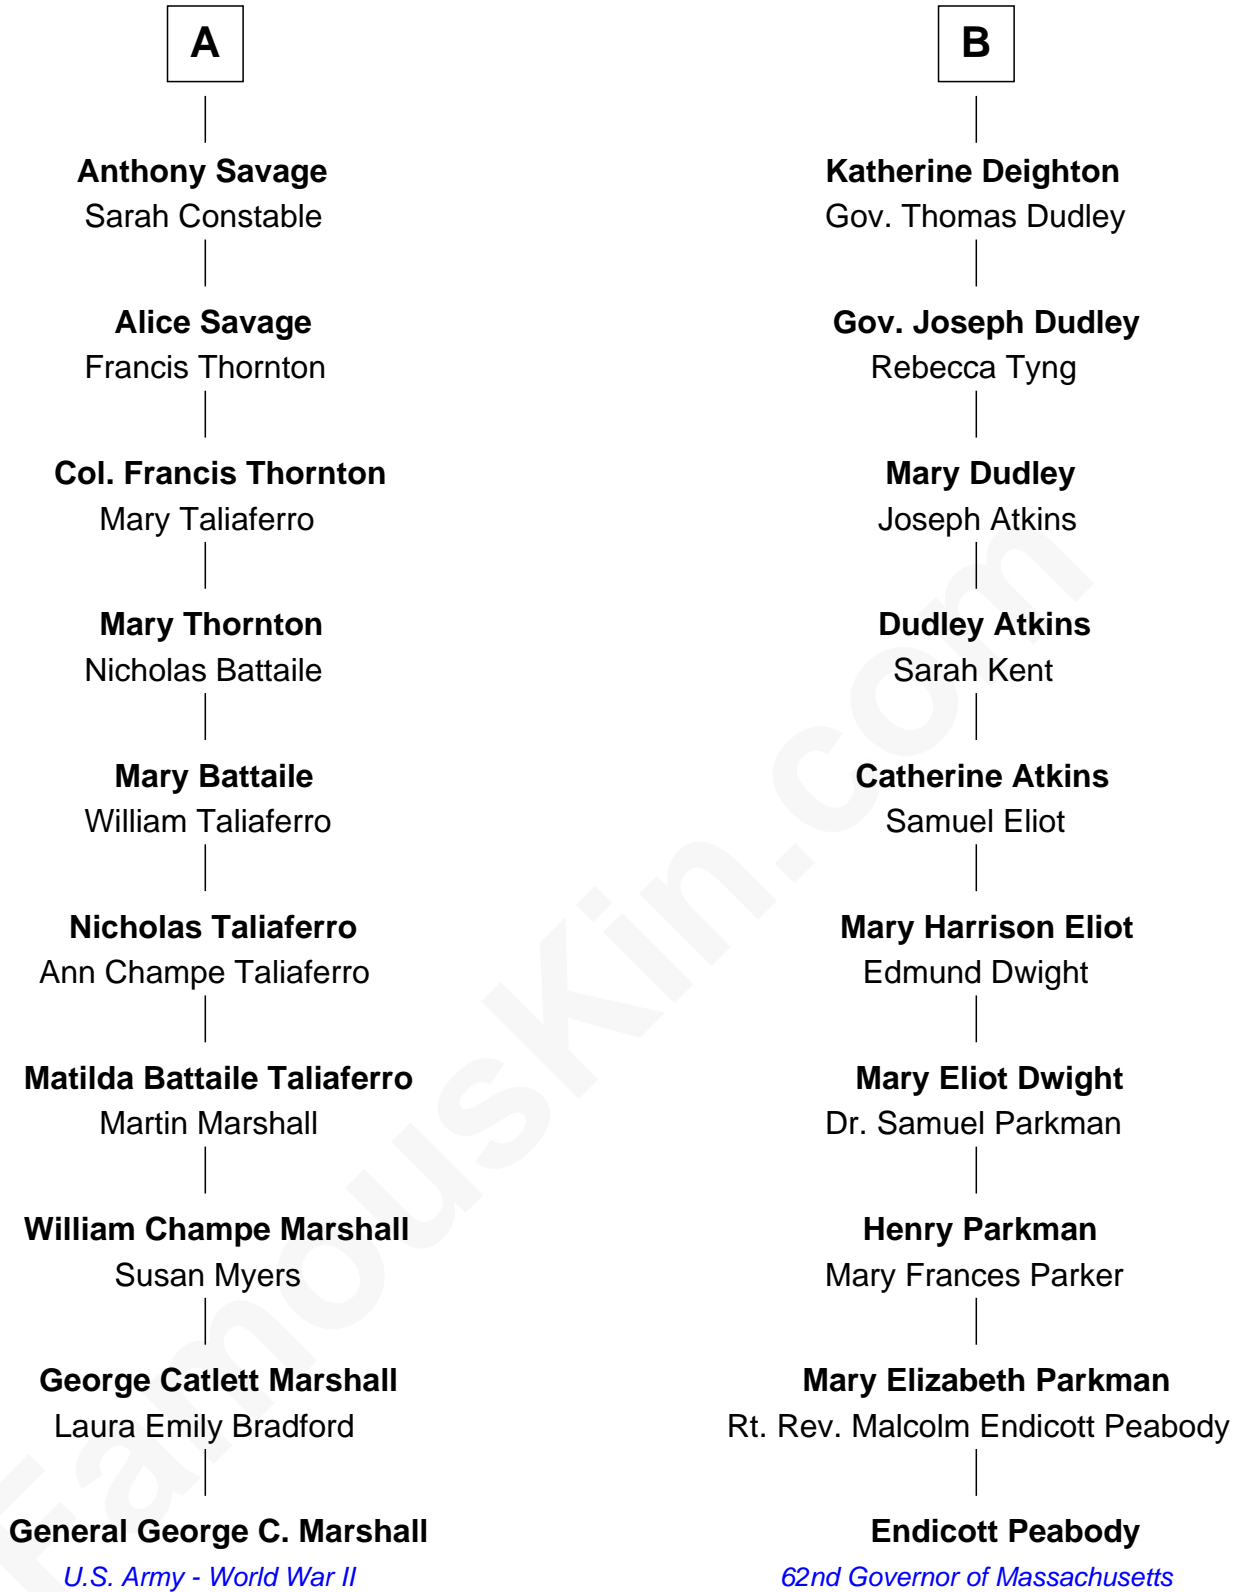 A
Anthony Savage
Sarah Constable
Alice Savage
Francis Thornton
Col. Francis Thornton
Mary Taliaferro
Mary Thornton
Nicholas Battaile
Mary Battaile
William Taliaferro
Nicholas Taliaferro
Ann Champe Taliaferro
Matilda Battaile Taliaferro
Martin Marshall
William Champe Marshall
Susan Myers
George Catlett Marshall
Laura Emily Bradford
General George C. Marshall
U.S. Army - World War II
B
Katherine Deighton
Gov. Thomas Dudley
Gov. Joseph Dudley
Rebecca Tyng
Mary Dudley
Joseph Atkins
Dudley Atkins
Sarah Kent
Catherine Atkins
Samuel Eliot
Mary Harrison Eliot
Edmund Dwight
Mary Eliot Dwight
Dr. Samuel Parkman
Henry Parkman
Mary Frances Parker
Mary Elizabeth Parkman
Rt. Rev. Malcolm Endicott Peabody
Endicott Peabody
62nd Governor of Massachusetts
FamousKin.com